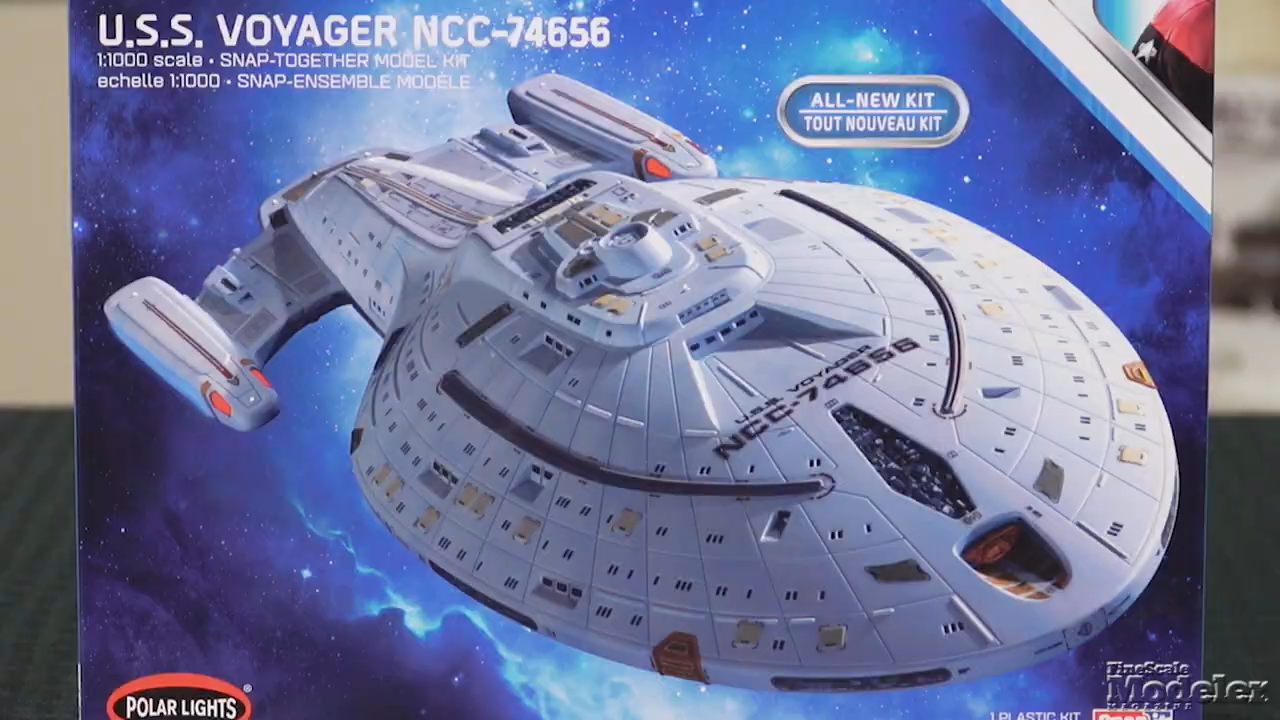 U.S.S. VOYAGER NCC-74656
1:1000 scale • SNAP-TOGETHER MODEL KIT
echelle 1:1000 • SNAP-ENSEMBLE MODÈLE
ALL-NEW KIT
TOUT NOUVEAU KIT
U.S.S. VOYAGER
NCC-74656
POLAR LIGHTS®
1 PLASTIC KIT
FineScale
Modeler
MAGAZINE